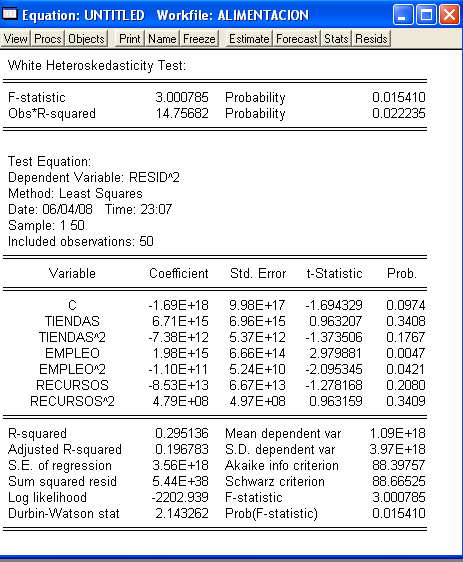 Equation: UNTITLED Workfile: ALIMENTACION
View Procs Objects Print Name Freeze Estimate Forecast Stats Resids
White Heteroskedasticity Test:
F-statistic 3.000785 Probability 0.015410
Obs*R-squared 14.75682 Probability 0.022235
Test Equation:
Dependent Variable: RESID^2
Method: Least Squares
Date: 06/04/08 Time: 23:07
Sample: 1 50
Included observations: 50
Variable Coefficient Std. Error t-Statistic Prob.
C -1.69E+18 9.98E+17 -1.694329 0.0974
TIENDAS 6.71E+15 6.96E+15 0.963207 0.3408
TIENDAS^2 -7.38E+12 5.37E+12 -1.373506 0.1767
EMPLEO 1.98E+15 6.66E+14 2.979881 0.0047
EMPLEO^2 -1.10E+11 5.24E+10 -2.095345 0.0421
RECURSOS -8.53E+13 6.67E+13 -1.278168 0.2080
RECURSOS^2 4.79E+08 4.97E+08 0.963159 0.3409
R-squared 0.295136 Mean dependent var 1.09E+18
Adjusted R-squared 0.196783 S.D. dependent var 3.97E+18
S.E. of regression 3.56E+18 Akaike info criterion 88.39757
Sum squared resid 5.44E+38 Schwarz criterion 88.66525
Log likelihood -2202.939 F-statistic 3.000785
Durbin-Watson stat 2.143262 Prob(F-statistic) 0.015410